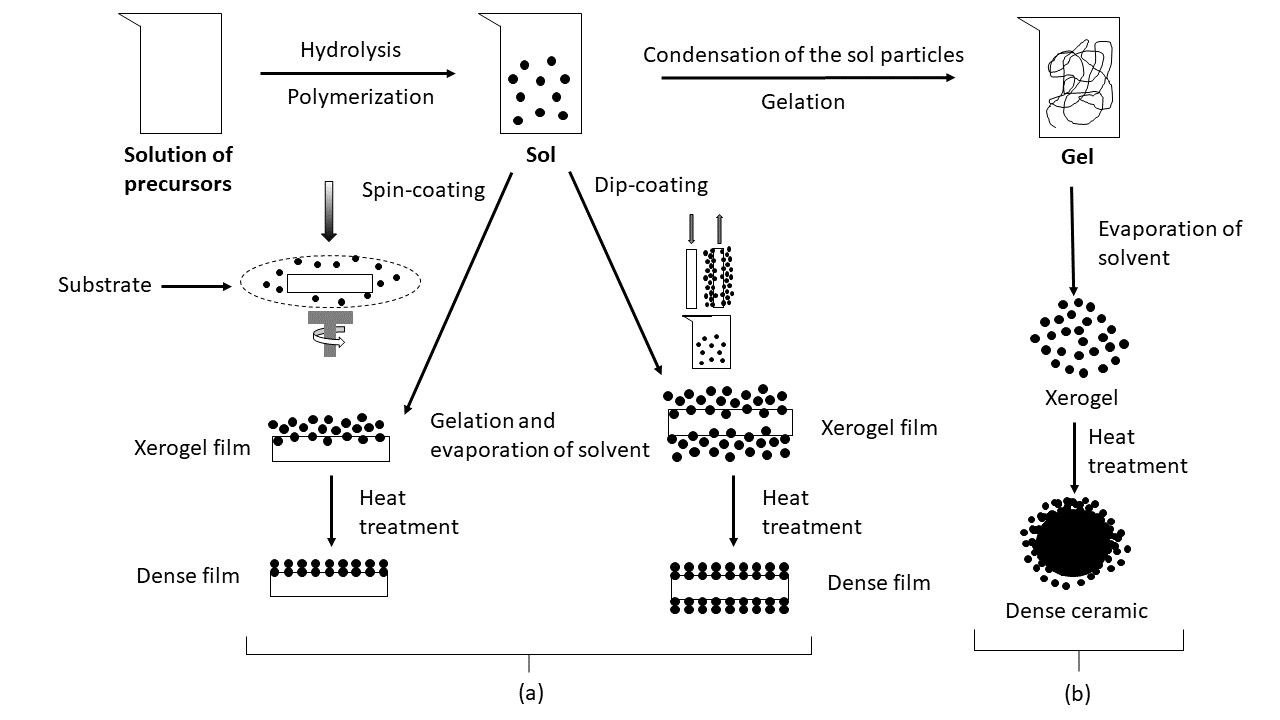 Hydrolysis
Polymerization
Condensation of the sol particles
Gelation
Solution of
precursors
Sol
Gel
Spin-coating
Dip-coating
Substrate
Evaporation of
solvent
Xerogel film
Gelation and
evaporation of solvent
Xerogel film
Xerogel
Heat
treatment
Heat
treatment
Heat
treatment
Dense film
Dense film
Dense ceramic
(a)
(b)